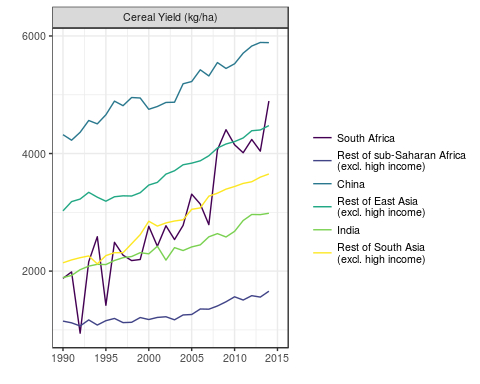 Cereal Yield (kg/ha)
6000
4000
2000
1990
1995
2000
2005
2010
2015
South Africa
Rest of sub-Saharan Africa
(excl. high income)
China
Rest of East Asia
(excl. high income)
India
Rest of South Asia
(excl. high income)